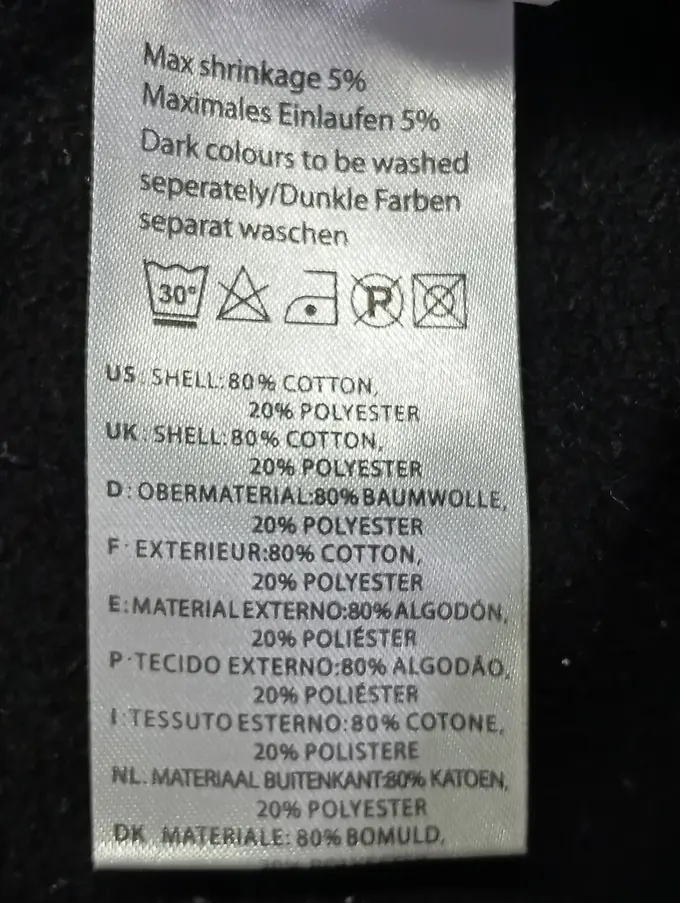 Max shrinkage 5%
Maximales Einlaufen 5%
Dark colours to be washed
seperately/Dunkle Farben
separat waschen
30° P
US: SHELL: 80% COTTON,
20% POLYESTER
UK: SHELL: 80% COTTON,
20% POLYESTER
D: OBERMATERIAL:80% BAUMWOLLE,
20% POLYESTER
F: EXTERIEUR:80% COTTON,
20% POLYESTER
E: MATERIAL EXTERNO:80% ALGODÓN,
20% POLIÉSTER
P: TECIDO EXTERNO:80% ALGODÃO,
20% POLIÉSTER
I: TESSUTO ESTERNO: 80% COTONE,
20% POLISTERE
NL. MATERIAAL BUITENKANT:80% KATOEN,
20% POLYESTER
DK MATERIALE: 80% BOMULD,